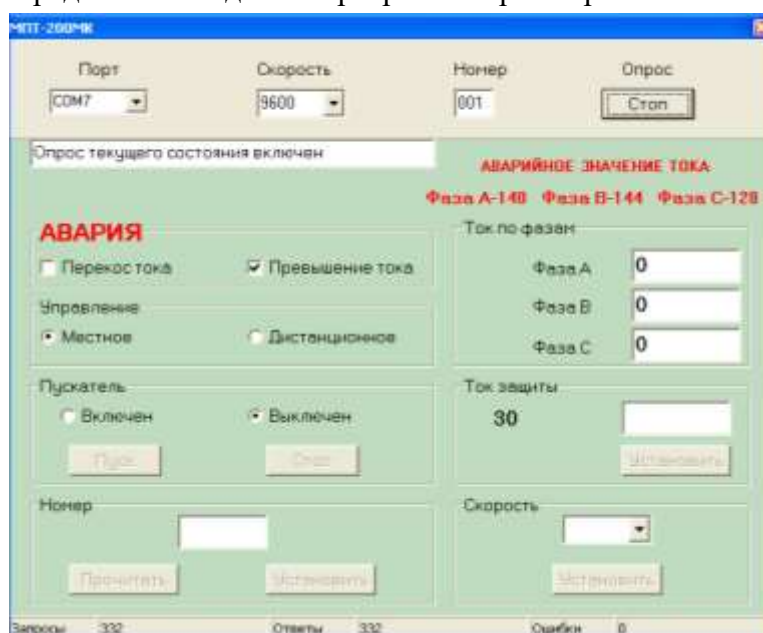 МПТ-200МК
Порт Скорость Номер Опрос
COM7 9600 001 Стоп
Опрос текущего состояния включен
АВАРИЙНОЕ ЗНАЧЕНИЕ ТОКА
Фаза А-140 Фаза В-144 Фаза С-128
АВАРИЯ
Перекос тока Превышение тока
Ток по фазам
Фаза А 0
Фаза В 0
Фаза С 0
Управление
Местное Дистанционное
Пускатель
Включен Выключен
Пуск Стоп
Ток защиты
30
Установить
Номер
Прочитать Установить
Скорость
Установить
Запросы 332 Ответы 332 Ошибки 0